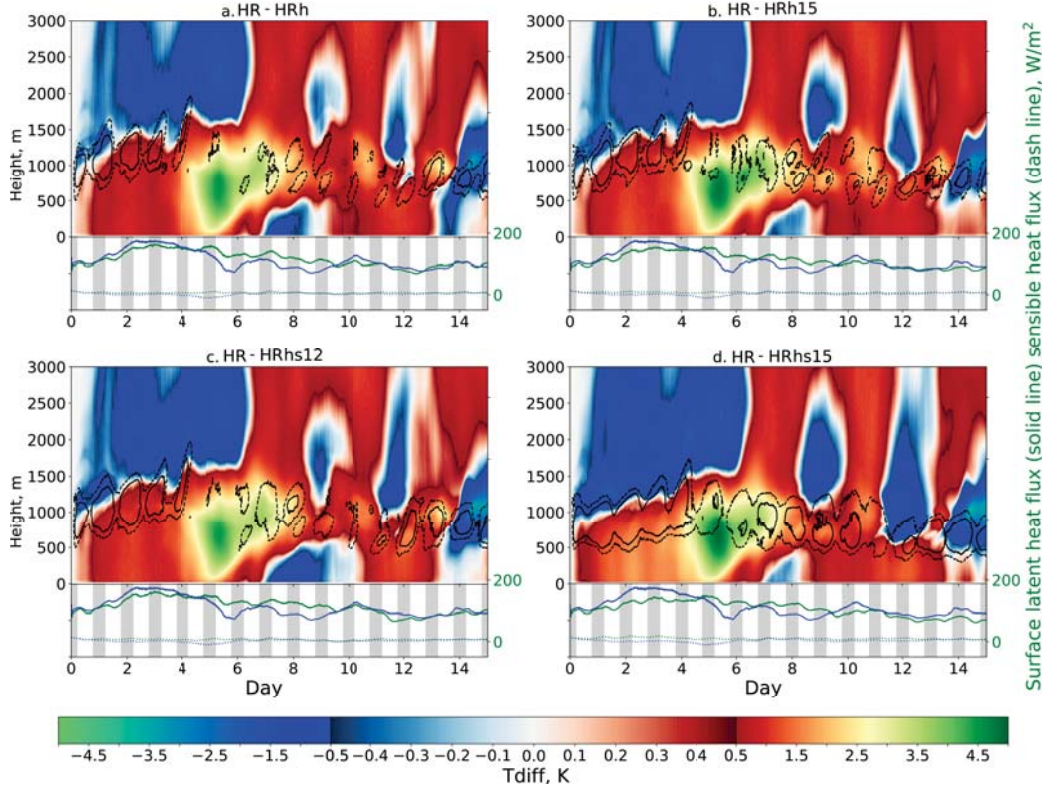 a. HR - HRh
b. HR - HRh15
3000
2500
2000
1500
1000
500
0
Height, m
3000
2500
2000
1500
1000
500
0
200
0
200
0
0 2 4 6 8 10 12 14
0 2 4 6 8 10 12 14
c. HR - HRhs12
d. HR - HRhs15
3000
2500
2000
1500
1000
500
0
Height, m
3000
2500
2000
1500
1000
500
0
200
0
200
0
0 2 4 6 8 10 12 14
0 2 4 6 8 10 12 14
Day
Day
Surface latent heat flux (solid line) sensible heat flux (dash line), W/m²
−4.5 −3.5 −2.5 −1.5 −0.5 −0.4 −0.3 −0.2 −0.1 0.0 0.1 0.2 0.3 0.4 0.5 1.5 2.5 3.5 4.5
Tdiff, K